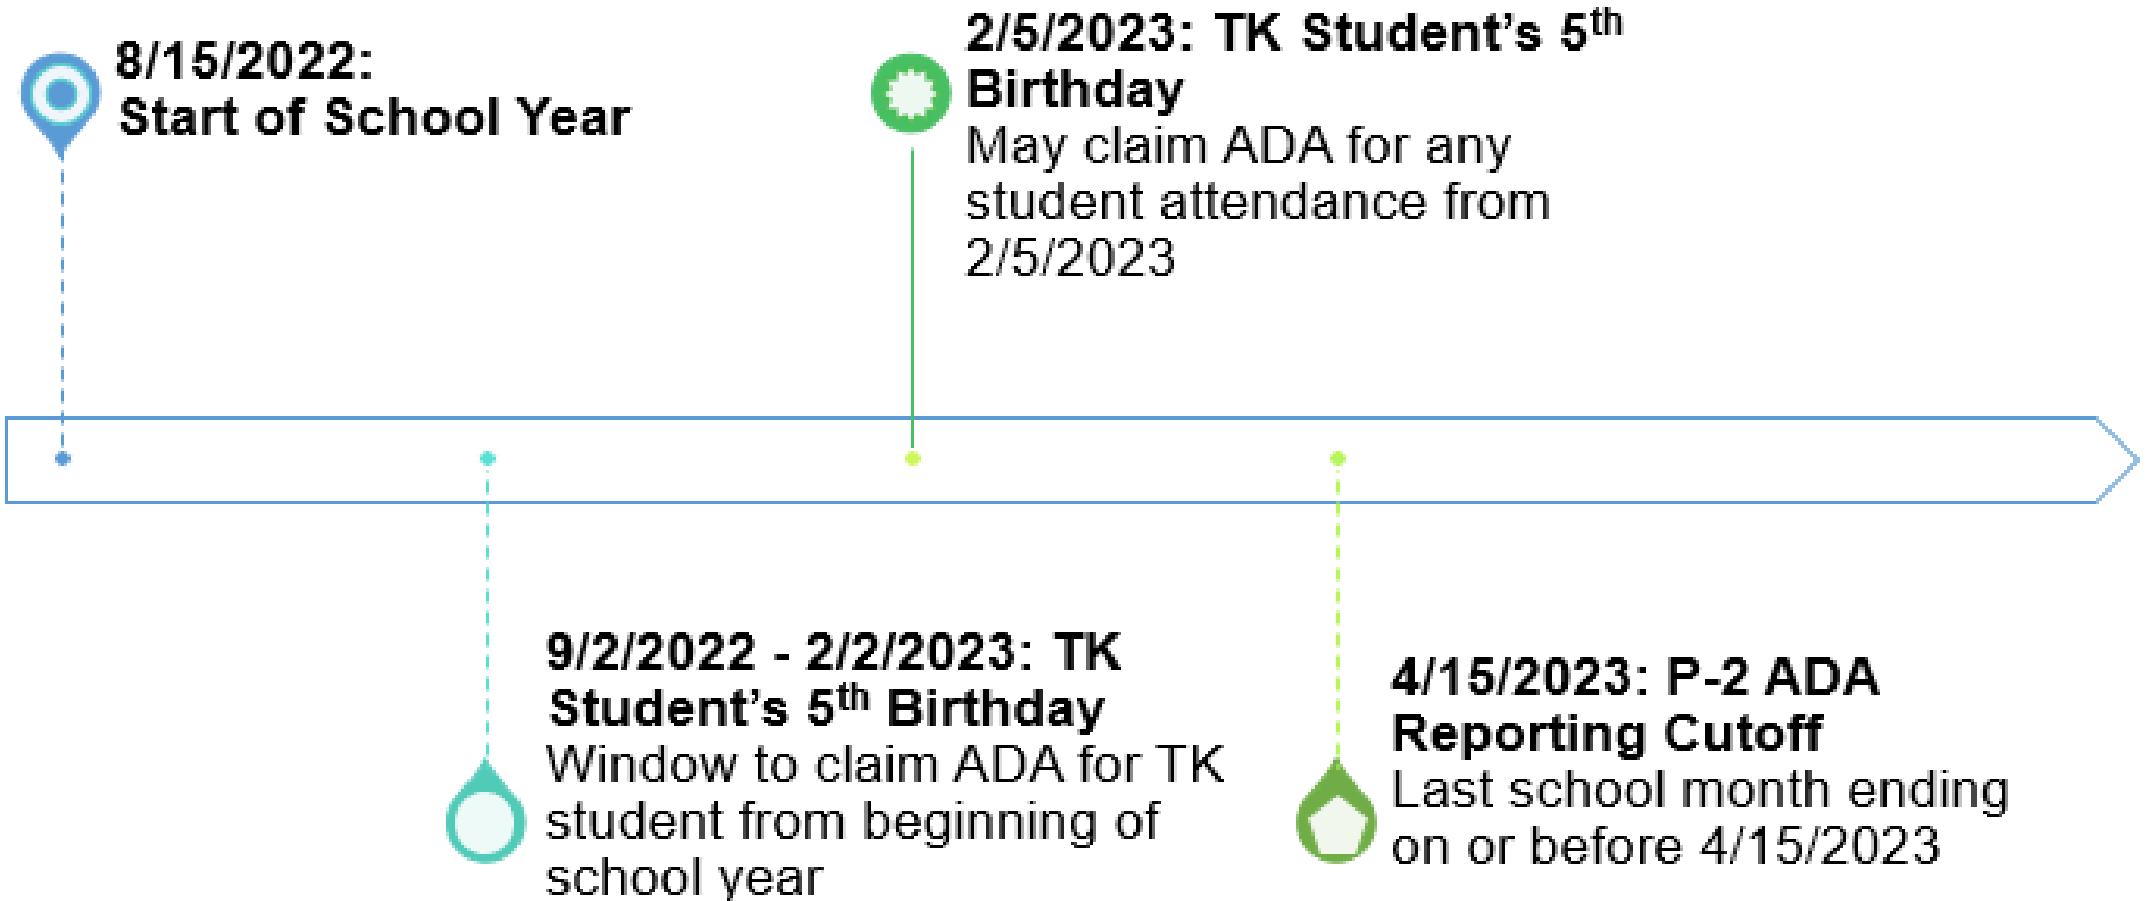 8/15/2022:
Start of School Year
2/5/2023: TK Student’s 5th
Birthday
May claim ADA for any
student attendance from
2/5/2023
9/2/2022 - 2/2/2023: TK
Student’s 5th Birthday
Window to claim ADA for TK
student from beginning of
school year
4/15/2023: P-2 ADA
Reporting Cutoff
Last school month ending
on or before 4/15/2023